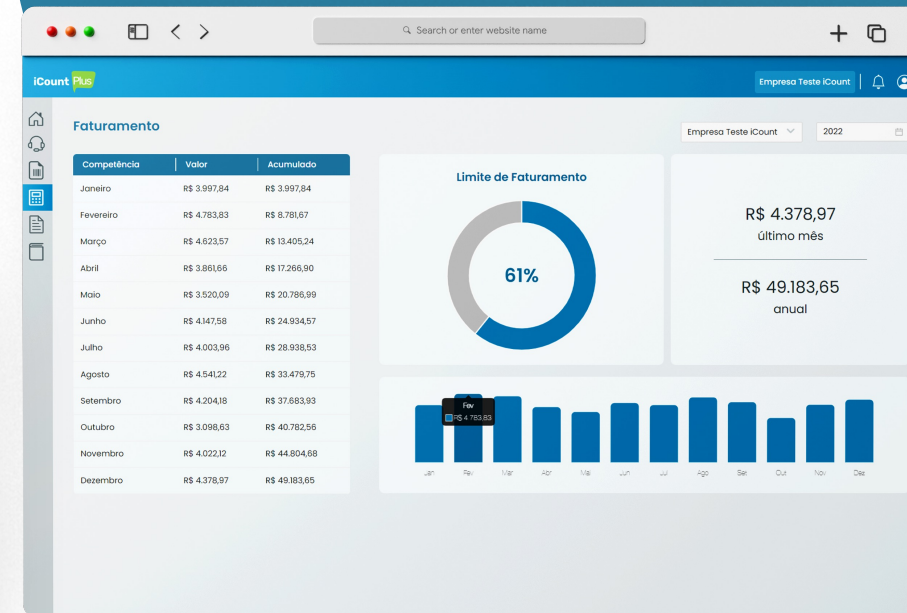 Search or enter website name
iCount Plus
Empresa Teste iCount
Faturamento
Empresa Teste iCount
2022
Competência Valor Acumulado
Janeiro R$ 3.997,84 R$ 3.997,84
Fevereiro R$ 4.783,83 R$ 8.781,67
Março R$ 4.623,57 R$ 13.405,24
Abril R$ 3.861,66 R$ 17.266,90
Maio R$ 3.520,09 R$ 20.786,99
Junho R$ 4.147,58 R$ 24.934,57
Julho R$ 4.003,96 R$ 28.938,53
Agosto R$ 4.541,22 R$ 33.479,75
Setembro R$ 4.204,18 R$ 37.683,93
Outubro R$ 3.098,63 R$ 40.782,56
Novembro R$ 4.022,12 R$ 44.804,68
Dezembro R$ 4.378,97 R$ 49.183,65
Limite de Faturamento
61%
R$ 4.378,97
último mês
R$ 49.183,65
anual
Fev
R$ 4 783,83
Jan Fev Mar Abr Mai Jun Jul Ago Set Out Nov Dez